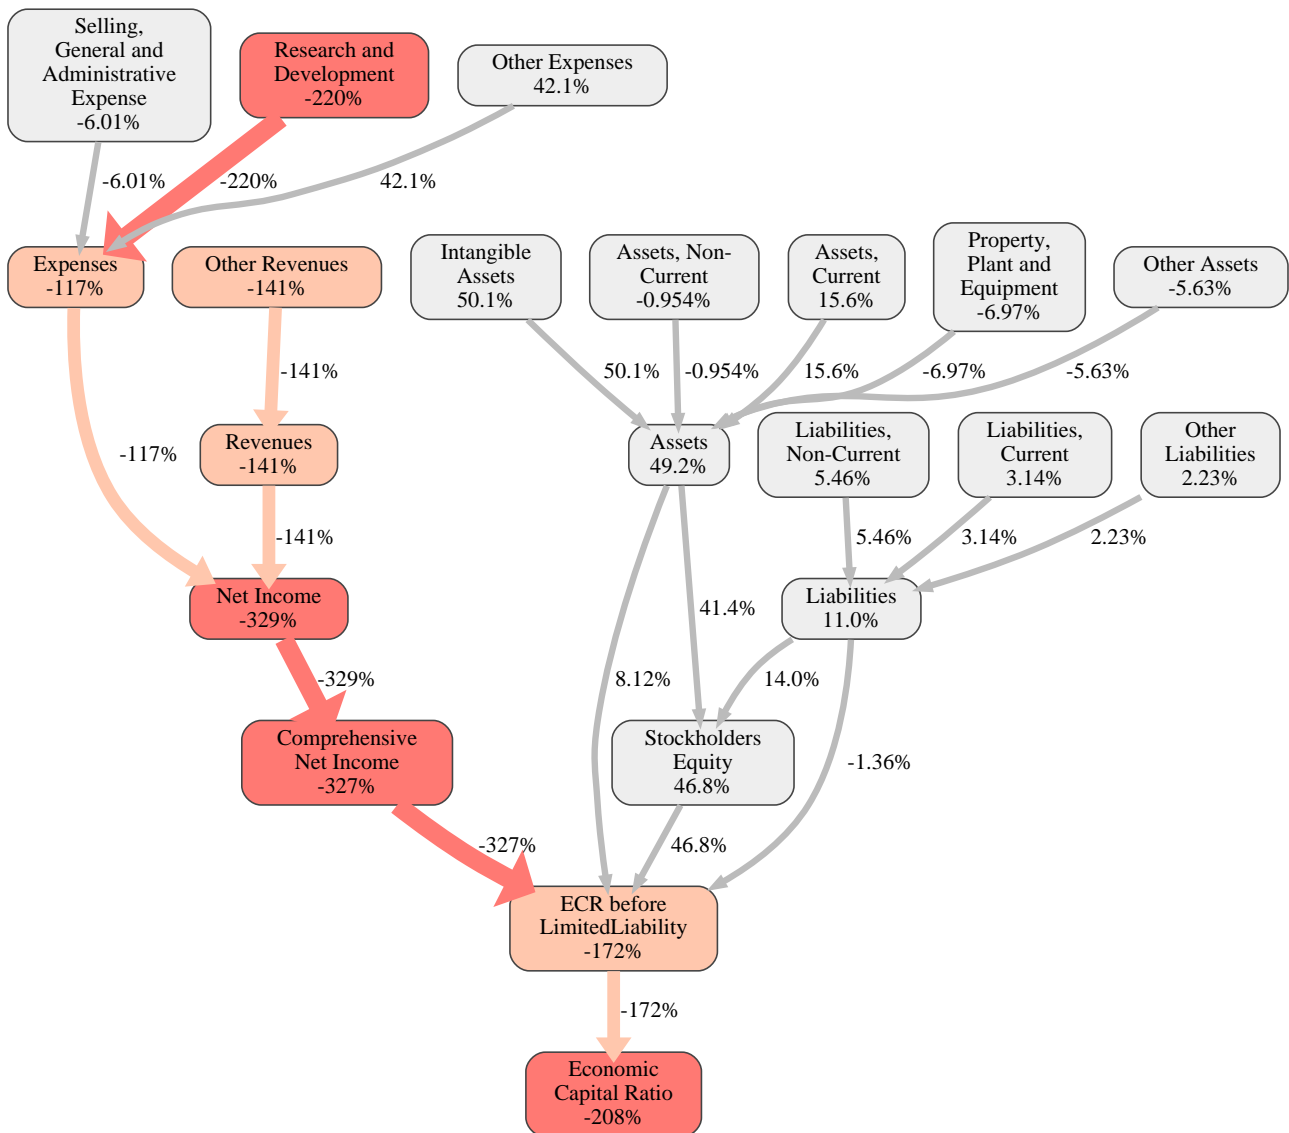 Selling,
General and
Administrative
Expense
-6.01%
Research and
Development
-220%
Other Expenses
42.1%
-6.01%
-220%
42.1%
Expenses
-117%
Other Revenues
-141%
Intangible
Assets
50.1%
Assets, Non-
Current
-0.954%
Assets,
Current
15.6%
Property,
Plant and
Equipment
-6.97%
Other Assets
-5.63%
-141%
50.1%
-0.954%
15.6%
-6.97%
-5.63%
-117%
Revenues
-141%
Assets
49.2%
Liabilities,
Non-Current
5.46%
Liabilities,
Current
3.14%
Other
Liabilities
2.23%
-141%
5.46%
3.14%
2.23%
Net Income
-329%
41.4%
Liabilities
11.0%
-329%
8.12%
14.0%
Comprehensive
Net Income
-327%
Stockholders
Equity
46.8%
-1.36%
-327%
46.8%
ECR before
LimitedLiability
-172%
-172%
Economic
Capital Ratio
-208%